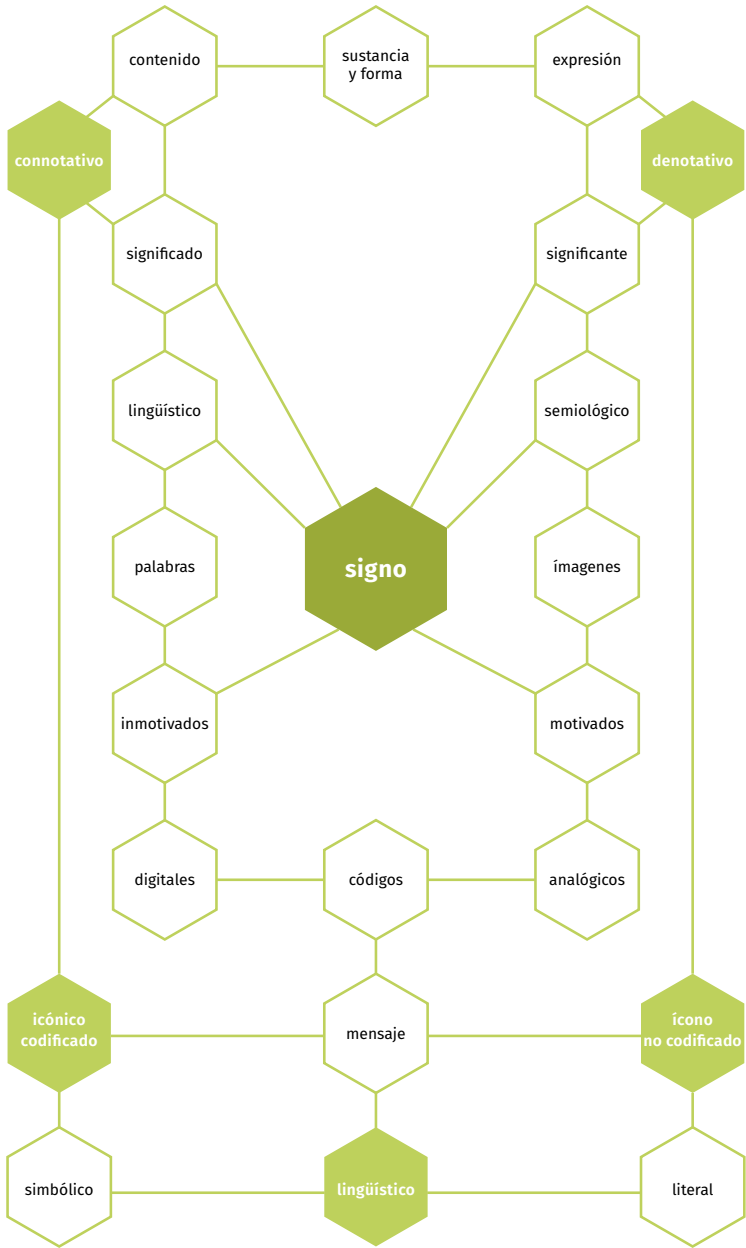 contenido
sustancia
y forma
expresión
connotativo
denotativo
significado
significante
lingüístico
semiológico
palabras
signo
ímagenes
inmotivados
motivados
digitales
códigos
analógicos
icónico
codificado
mensaje
ícono
no codificado
simbólico
lingüístico
literal